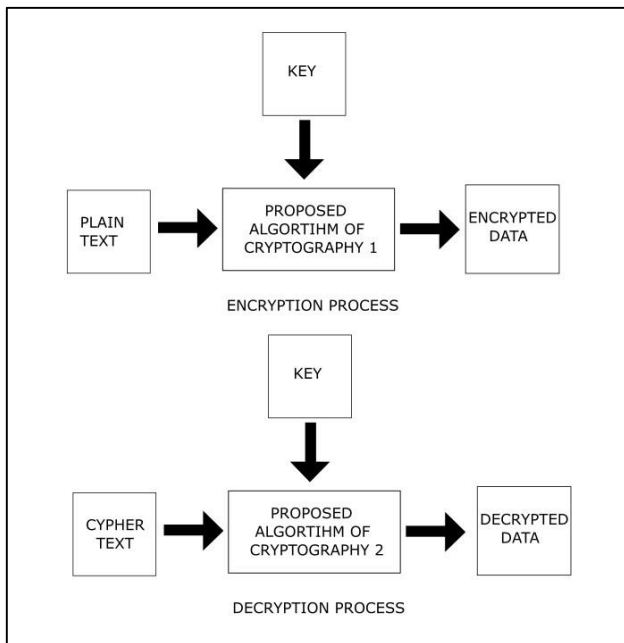 KEY
PLAIN
TEXT
PROPOSED
ALGORTIHM OF
CRYPTOGRAPHY 1
ENCRYPTED
DATA
ENCRYPTION PROCESS
KEY
CYPHER
TEXT
PROPOSED
ALGORTIHM OF
CRYPTOGRAPHY 2
DECRYPTED
DATA
DECRYPTION PROCESS